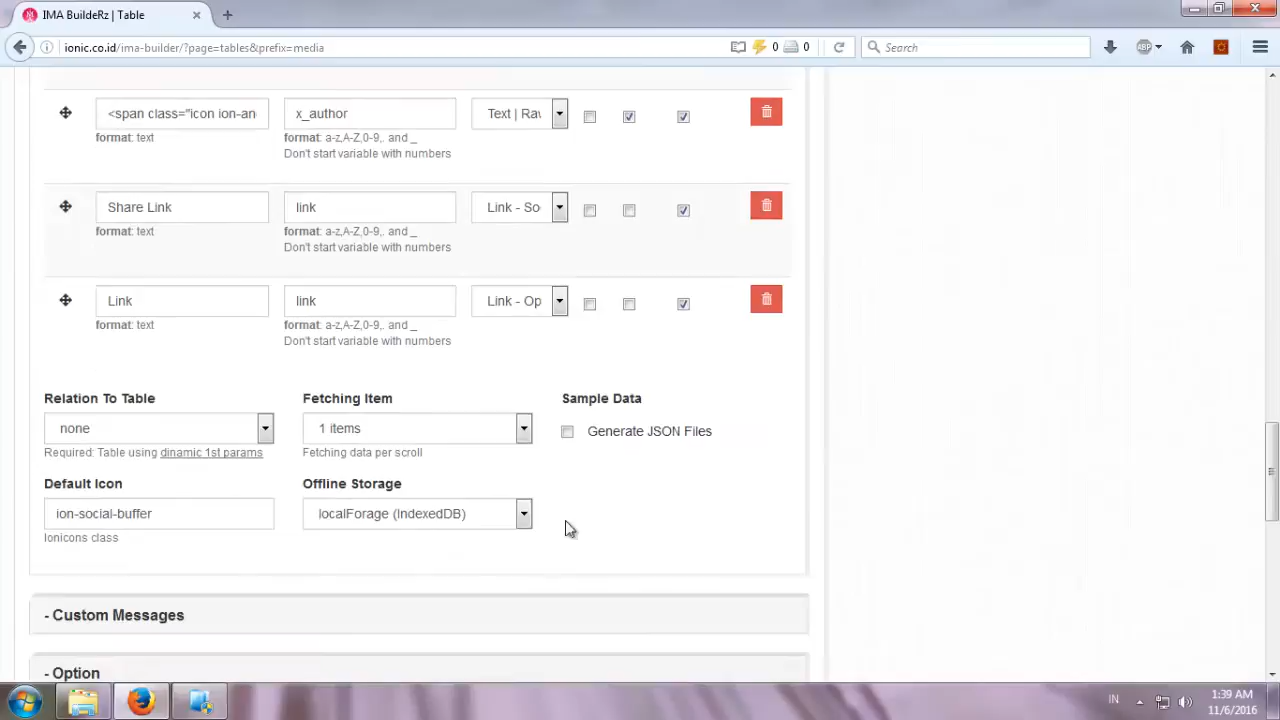 IMA BuildeRz | Table
ionic.co.id/ima-builder/?page=tables&prefix=media
0
0
Search
ABP
<span class="icon ion-an
x_author
Text | Rav
format: text
format: a-z,A-Z,0-9,. and _
Don't start variable with numbers
Share Link
link
Link - So
format: text
format: a-z,A-Z,0-9,. and _
Don't start variable with numbers
Link
link
Link - Op
format: text
format: a-z,A-Z,0-9,. and _
Don't start variable with numbers
Relation To Table
Fetching Item
Sample Data
none
1 items
Generate JSON Files
Required: Table using dinamic 1st params
Fetching data per scroll
Default Icon
Offline Storage
ion-social-buffer
localForage (IndexedDB)
Ionicons class
- Custom Messages
- Option
IN
1:39 AM
11/6/2016